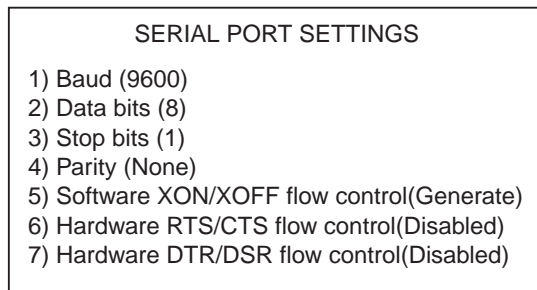 SERIAL PORT SETTINGS
1) Baud (9600)
2) Data bits (8)
3) Stop bits (1)
4) Parity (None)
5) Software XON/XOFF flow control(Generate)
6) Hardware RTS/CTS flow control(Disabled)
7) Hardware DTR/DSR flow control(Disabled)